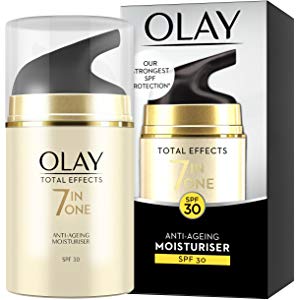 OLAY
TOTAL EFFECTS
7 IN
ONE
ANTI-AGEING
MOISTURISER
SPF 30
OLAY
OUR
STRONGEST
SPF
PROTECTION*
TOTAL EFFECTS
7 IN
ONE
SPF
30
ANTI-AGEING
MOISTURISER
SPF 30